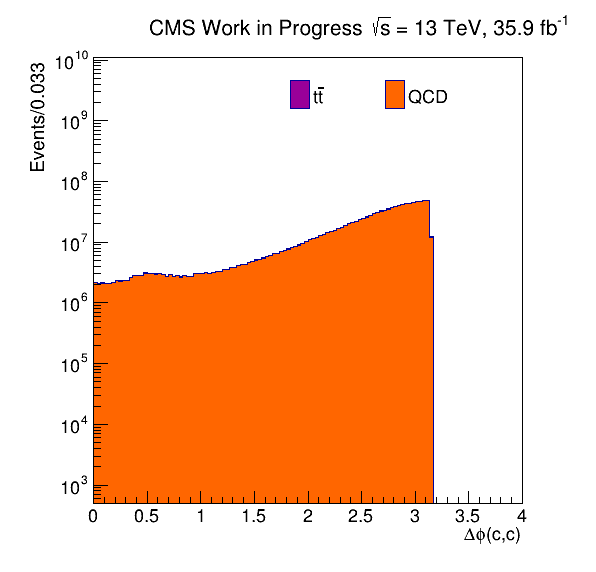 CMS Work in Progress √s = 13 TeV, 35.9 fb⁻¹
Events/0.033
tt̅
QCD
10¹⁰
10⁹
10⁸
10⁷
10⁶
10⁵
10⁴
10³
0 0.5 1 1.5 2 2.5 3 3.5 4
Δϕ(c,c)